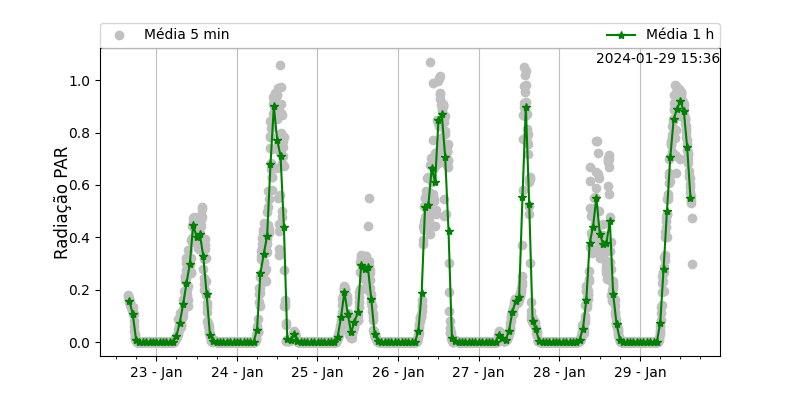 Média 5 min
Média 1 h
2024-01-29 15:36
Radiação PAR
1.0
0.8
0.6
0.4
0.2
0.0
23 - Jan
24 - Jan
25 - Jan
26 - Jan
27 - Jan
28 - Jan
29 - Jan